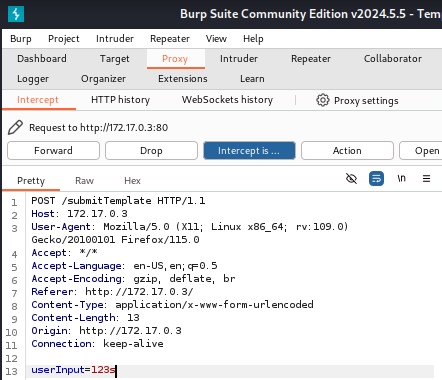 Burp Suite Community Edition v2024.5.5 - Tem
Burp Project Intruder Repeater View Help
Dashboard Target Proxy Intruder Repeater Collaborator
Logger Organizer Extensions Learn
Intercept HTTP history WebSockets history Proxy settings
Request to http://172.17.0.3:80
Forward Drop Intercept is ... Action Open
Pretty Raw Hex \n
1 POST /submitTemplate HTTP/1.1
2 Host: 172.17.0.3
3 User-Agent: Mozilla/5.0 (X11; Linux x86_64; rv:109.0)
Gecko/20100101 Firefox/115.0
4 Accept: */*
5 Accept-Language: en-US,en;q=0.5
6 Accept-Encoding: gzip, deflate, br
7 Referer: http://172.17.0.3/
8 Content-Type: application/x-www-form-urlencoded
9 Content-Length: 13
10 Origin: http://172.17.0.3
11 Connection: keep-alive
12
13 userInput=123s